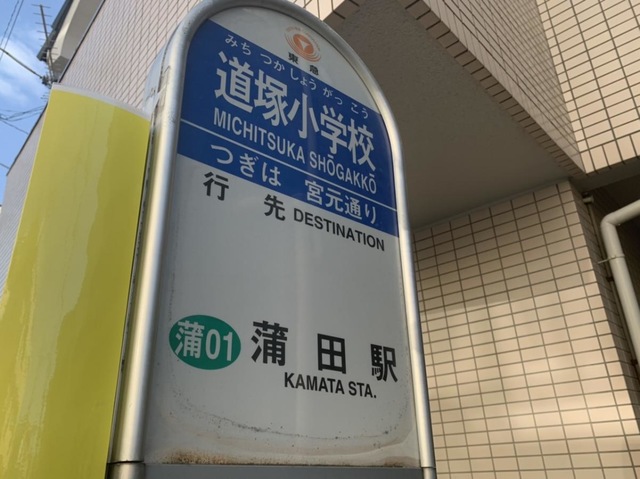 東急
みち つか しょう がっ こう
道塚小学校
MICHITSUKA SHŌGAKKŌ
つぎは 宮元通り
行先 DESTINATION
蒲01 蒲田駅
KAMATA STA.